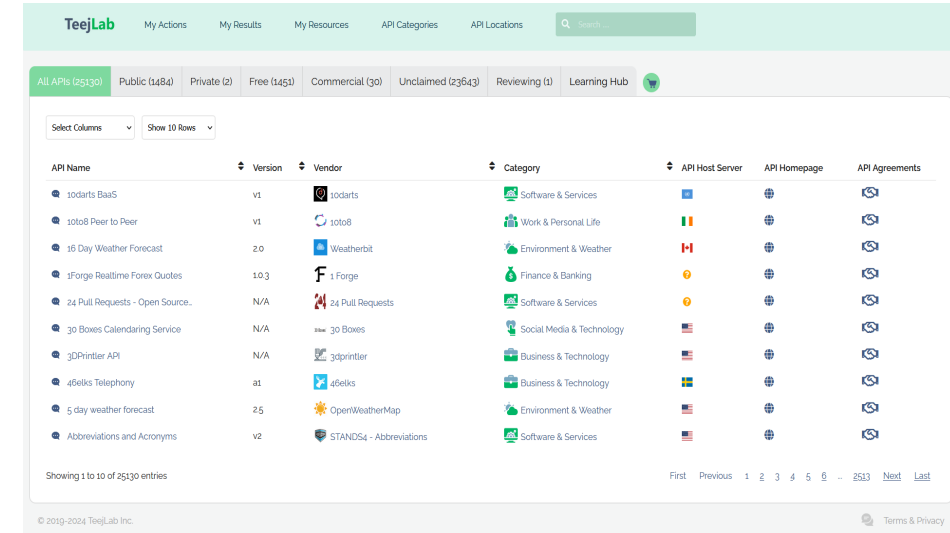 TeejLab My Actions My Results My Resources API Categories API Locations Search ...
All APIs (25130) Public (1484) Private (2) Free (1451) Commercial (30) Unclaimed (23643) Reviewing (1) Learning Hub
Select Columns Show 10 Rows
API Name Version Vendor Category API Host Server API Homepage API Agreements
10darts BaaS v1 10darts Software & Services
10to8 Peer to Peer v1 10to8 Work & Personal Life
16 Day Weather Forecast 2.0 Weatherbit Environment & Weather
1Forge Realtime Forex Quotes 1.0.3 1 Forge Finance & Banking
24 Pull Requests - Open Source... N/A 24 Pull Requests Software & Services
30 Boxes Calendaring Service N/A 30 Boxes Social Media & Technology
3DPrintler API N/A 3dprintler Business & Technology
46elks Telephony a1 46elks Business & Technology
5 day weather forecast 2.5 OpenWeatherMap Environment & Weather
Abbreviations and Acronyms v2 STANDS4 - Abbreviations Software & Services
Showing 1 to 10 of 25130 entries First Previous 1 2 3 4 5 6 ... 2513 Next Last
© 2019-2024 TeejLab Inc. Terms & Privacy